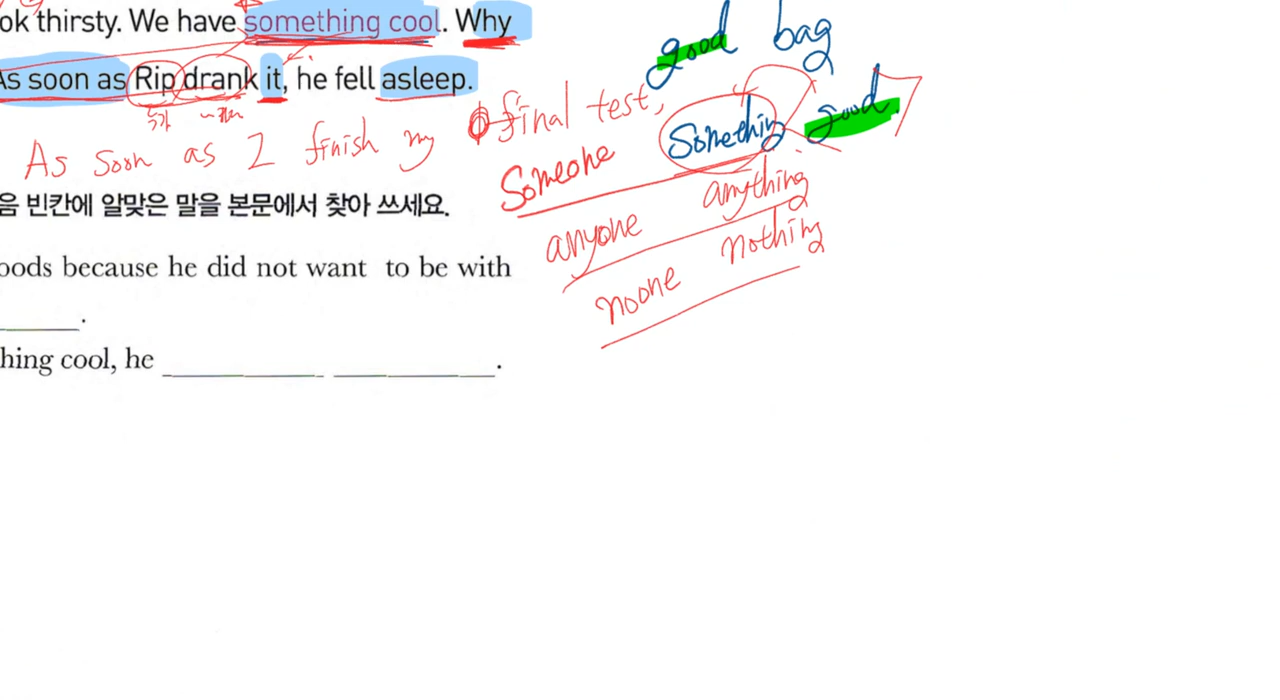 ok thirsty. We have something cool. Why
As soon as Rip drank it, he fell asleep.
누가
As soon as I finish my final test,
good bag
something good.
someone
anyone anything
noone nothing
음 빈칸에 알맞은 말을 본문에서 찾아 쓰세요.
oods because he did not want to be with
.
hing cool, he .